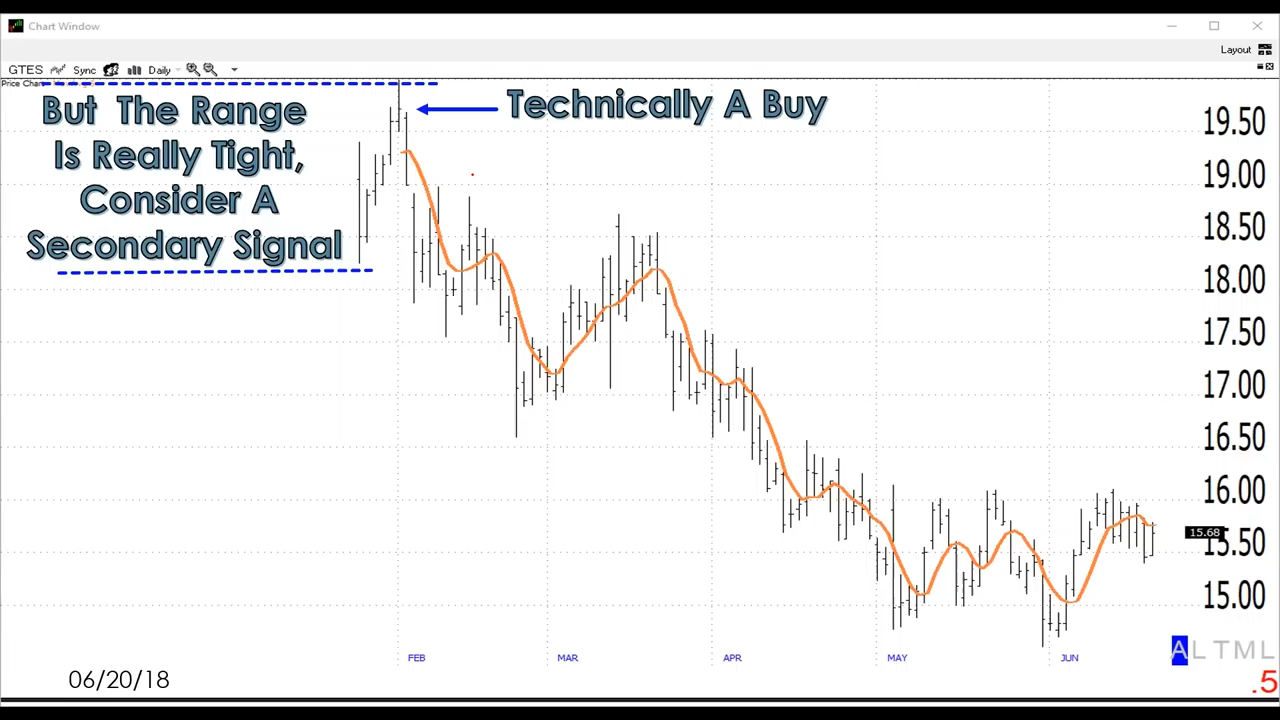 Chart Window
Layout
GTES Sync Daily
Price Chart
But The Range
Is Really Tight,
Consider A
Secondary Signal
Technically A Buy
19.50
19.00
18.50
18.00
17.50
17.00
16.50
16.00
15.68
15.50
15.00
FEB MAR APR MAY JUN
A L T M L
06/20/18
.5